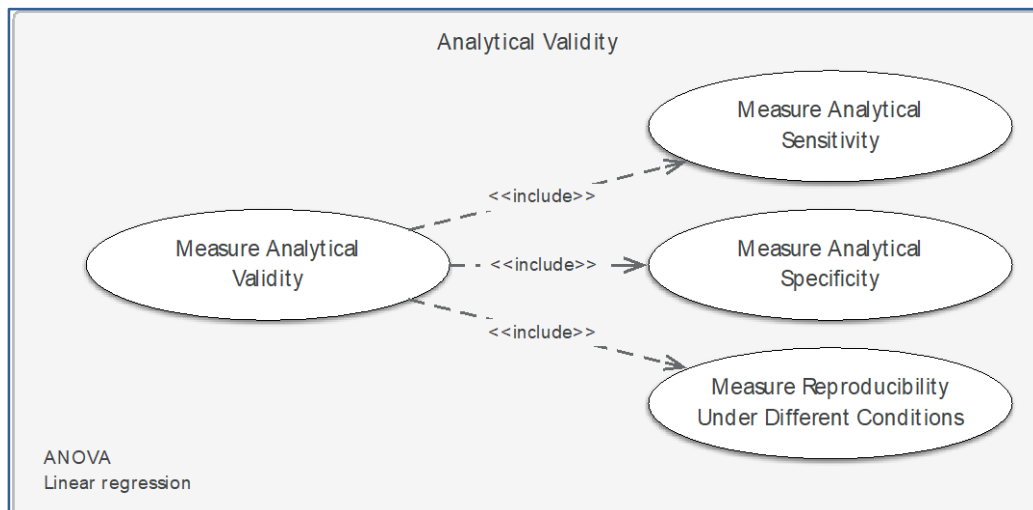 Analytical Validity
Measure Analytical
Sensitivity
<<include>>
Measure Analytical
Validity
<<include>>
Measure Analytical
Specificity
<<include>>
Measure Reproducibility
Under Different Conditions
ANOVA
Linear regression